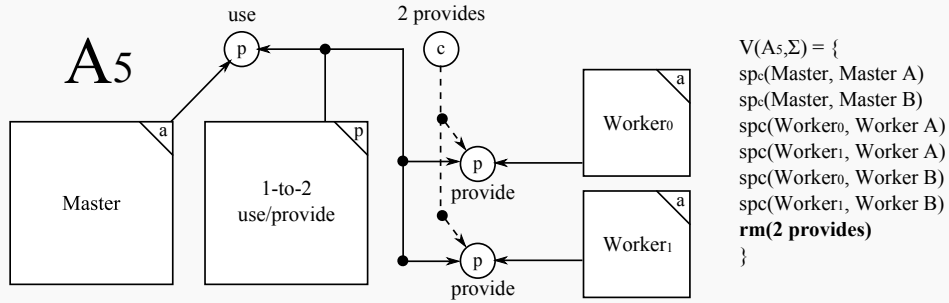 A5
use
p
2 provides
c
a
Master
p
1-to-2
use/provide
p
provide
p
provide
a
Worker0
a
Worker1
V(A5,Σ) = {
spc(Master, Master A)
spc(Master, Master B)
spc(Worker0, Worker A)
spc(Worker1, Worker A)
spc(Worker0, Worker B)
spc(Worker1, Worker B)
rm(2 provides)
}